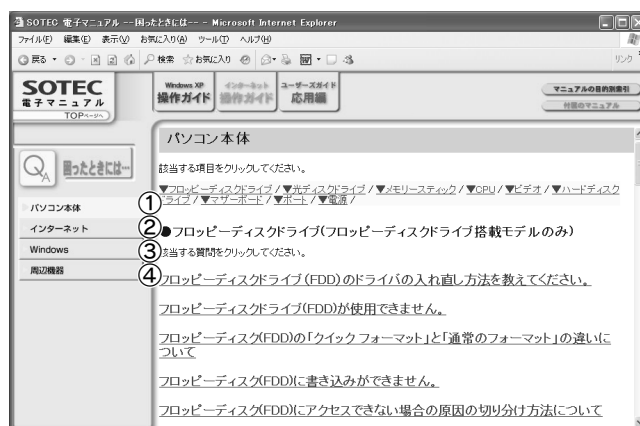 SOTEC 電子マニュアル --困ったときには--- - Microsoft Internet Explorer
ファイル(F) 編集(E) 表示(V) お気に入り(A) ツール(T) ヘルプ(H)
戻る 検索 お気に入り リンク
SOTEC
電子マニュアル
TOPページへ
Windows XP
操作ガイド
インターネット
操作ガイド
ユーザーズガイド
応用編
マニュアルの目的別索引
付属のマニュアル
Q A 困ったときには…
パソコン本体
インターネット
Windows
周辺機器
① ② ③ ④
パソコン本体
該当する項目をクリックしてください。
▼フロッピーディスクドライブ / ▼光ディスクドライブ / ▼メモリースティック / ▼CPU / ▼ビデオ / ▼ハードディスク
ドライブ / ▼マザーボード / ▼ポート / ▼電源 /
●フロッピーディスクドライブ(フロッピーディスクドライブ搭載モデルのみ)
該当する質問をクリックしてください。
フロッピーディスクドライブ(FDD)のドライバの入れ直し方法を教えてください。
フロッピーディスクドライブ(FDD)が使用できません。
フロッピーディスク(FDD)の「クイック フォーマット」と「通常のフォーマット」の違いに
ついて
フロッピーディスク(FDD)に書き込みができません。
フロッピーディスク(FDD)にアクセスできない場合の原因の切り分け方法について